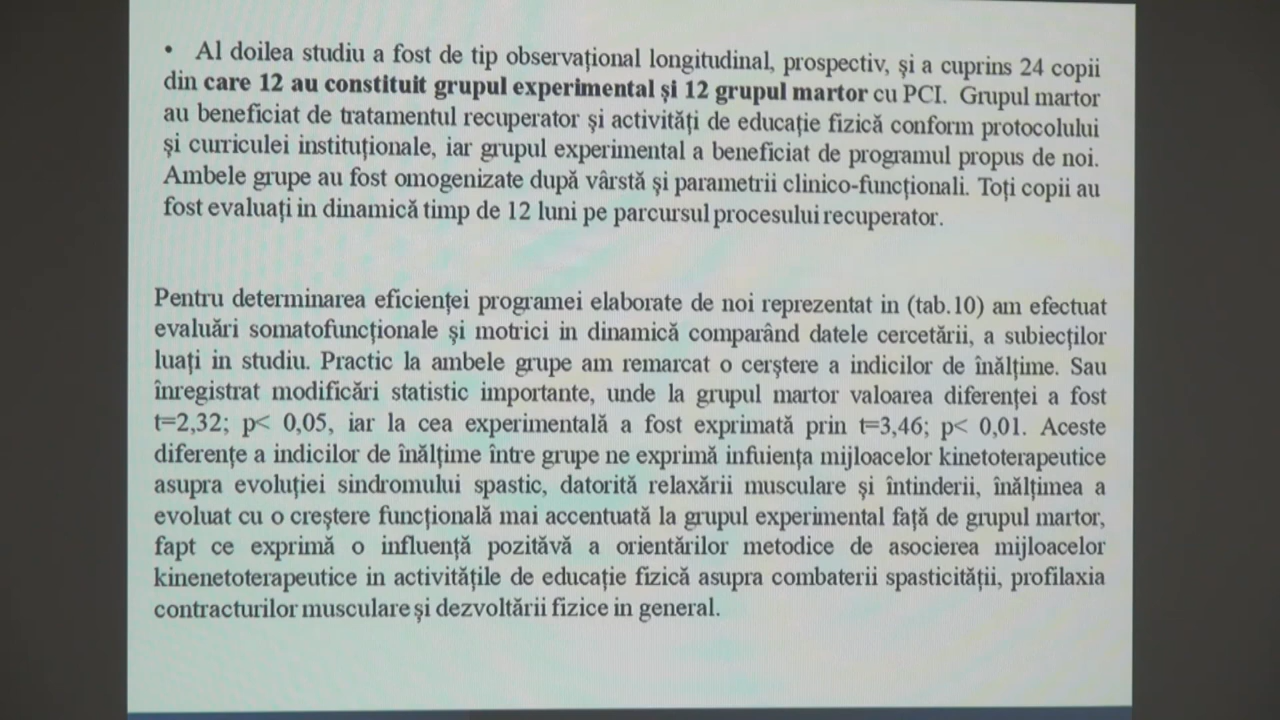 • Al doilea studiu a fost de tip observațional longitudinal, prospectiv, și a cuprins 24 copii
din care 12 au constituit grupul experimental și 12 grupul martor cu PCI. Grupul martor
au beneficiat de tratamentul recuperator și activități de educație fizică conform protocolului
și curriculei instituționale, iar grupul experimental a beneficiat de programul propus de noi.
Ambele grupe au fost omogenizate după vârstă și parametrii clinico-funcționali. Toți copii au
fost evaluați in dinamică timp de 12 luni pe parcursul procesului recuperator.
Pentru determinarea eficienței programei elaborate de noi reprezentat in (tab.10) am efectuat
evaluări somatofuncționale și motrici in dinamică comparând datele cercetării, a subiecților
luați in studiu. Practic la ambele grupe am remarcat o cerștere a indicilor de înălțime. Sau
înregistrat modificări statistic importante, unde la grupul martor valoarea diferenței a fost
t=2,32; p< 0,05, iar la cea experimentală a fost exprimată prin t=3,46; p< 0,01. Aceste
diferențe a indicilor de înălțime între grupe ne exprimă infuiența mijloacelor kinetoterapeutice
asupra evoluției sindromului spastic, datorită relaxării musculare și întinderii, înălțimea a
evoluat cu o creștere funcțională mai accentuată la grupul experimental față de grupul martor,
fapt ce exprimă o influență pozităvă a orientărilor metodice de asocierea mijloacelor
kinenetoterapeutice in activitățile de educație fizică asupra combaterii spasticității, profilaxia
contracturilor musculare și dezvoltării fizice in general.